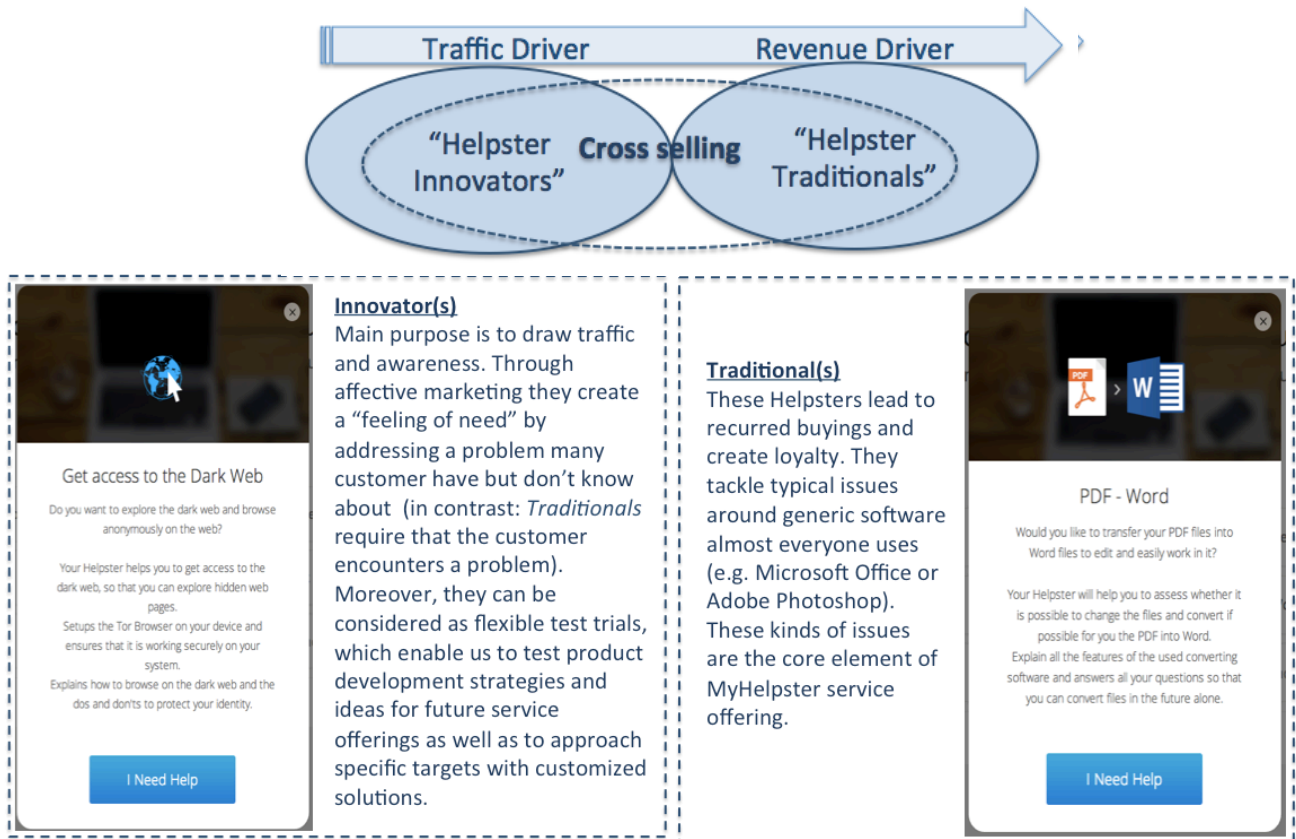 Traffic Driver
Revenue Driver
“Helpster
Innovators”
Cross selling
“Helpster
Traditionals”
Get access to the Dark Web
Do you want to explore the dark web and browse
anonymously on the web?
Your Helpster helps you to get access to the
dark web, so that you can explore hidden web
pages.
Setups the Tor Browser on your device and
ensures that it is working securely on your
system.
Explains how to browse on the dark web and the
dos and don'ts to protect your identity.
I Need Help
Innovator(s)
Main purpose is to draw traffic
and awareness. Through
affective marketing they create
a “feeling of need” by
addressing a problem many
customer have but don’t know
about (in contrast: Traditionals
require that the customer
encounters a problem).
Moreover, they can be
considered as flexible test trials,
which enable us to test product
development strategies and
ideas for future service
offerings as well as to approach
specific targets with customized
solutions.
Traditional(s)
These Helpsters lead to
recurred buyings and
create loyalty. They
tackle typical issues
around generic software
almost everyone uses
(e.g. Microsoft Office or
Adobe Photoshop).
These kinds of issues
are the core element of
MyHelpster service
offering.
PDF
W
PDF - Word
Would you like to transfer your PDF files into
Word files to edit and easily work in it?
Your Helpster will help you to assess whether it
is possible to change the files and convert if
possible for you the PDF into Word.
Explain all the features of the used converting
software and answers all your questions so that
you can convert files in the future alone.
I Need Help